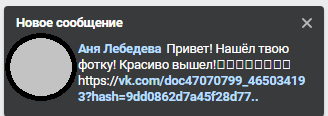 Новое сообщение
Аня Лебедева Привет! Нашёл твою
фотку! Красиво вышел!▯▯▯▯▯▯▯▯
https://vk.com/doc47070799_46503419
3?hash=9dd0862d7a45f28d77..